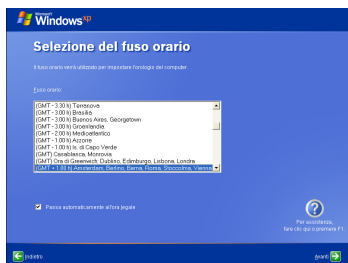 Microsoft
Windows xp
Selezione del fuso orario
Il fuso orario verrà utilizzato per impostare l'orologio del computer.
Fuso orario:
(GMT - 3.30 h) Terranova
(GMT - 3.00 h) Brasilia
(GMT - 3.00 h) Buenos Aires, Georgetown
(GMT - 3.00 h) Groenlandia
(GMT - 2.00 h) Medioatlantico
(GMT - 1.00 h) Azzorre
(GMT - 1.00 h) Is. di Capo Verde
(GMT) Casablanca, Monrovia
(GMT) Ora di Greenwich, Dublino, Edimburgo, Lisbona, Londra
(GMT + 1.00 h) Amsterdam, Berlino, Berna, Roma, Stoccolma, Vienna
Passa automaticamente all'ora legale
Per assistenza,
fare clic qui o premere F1.
Indietro
Avanti